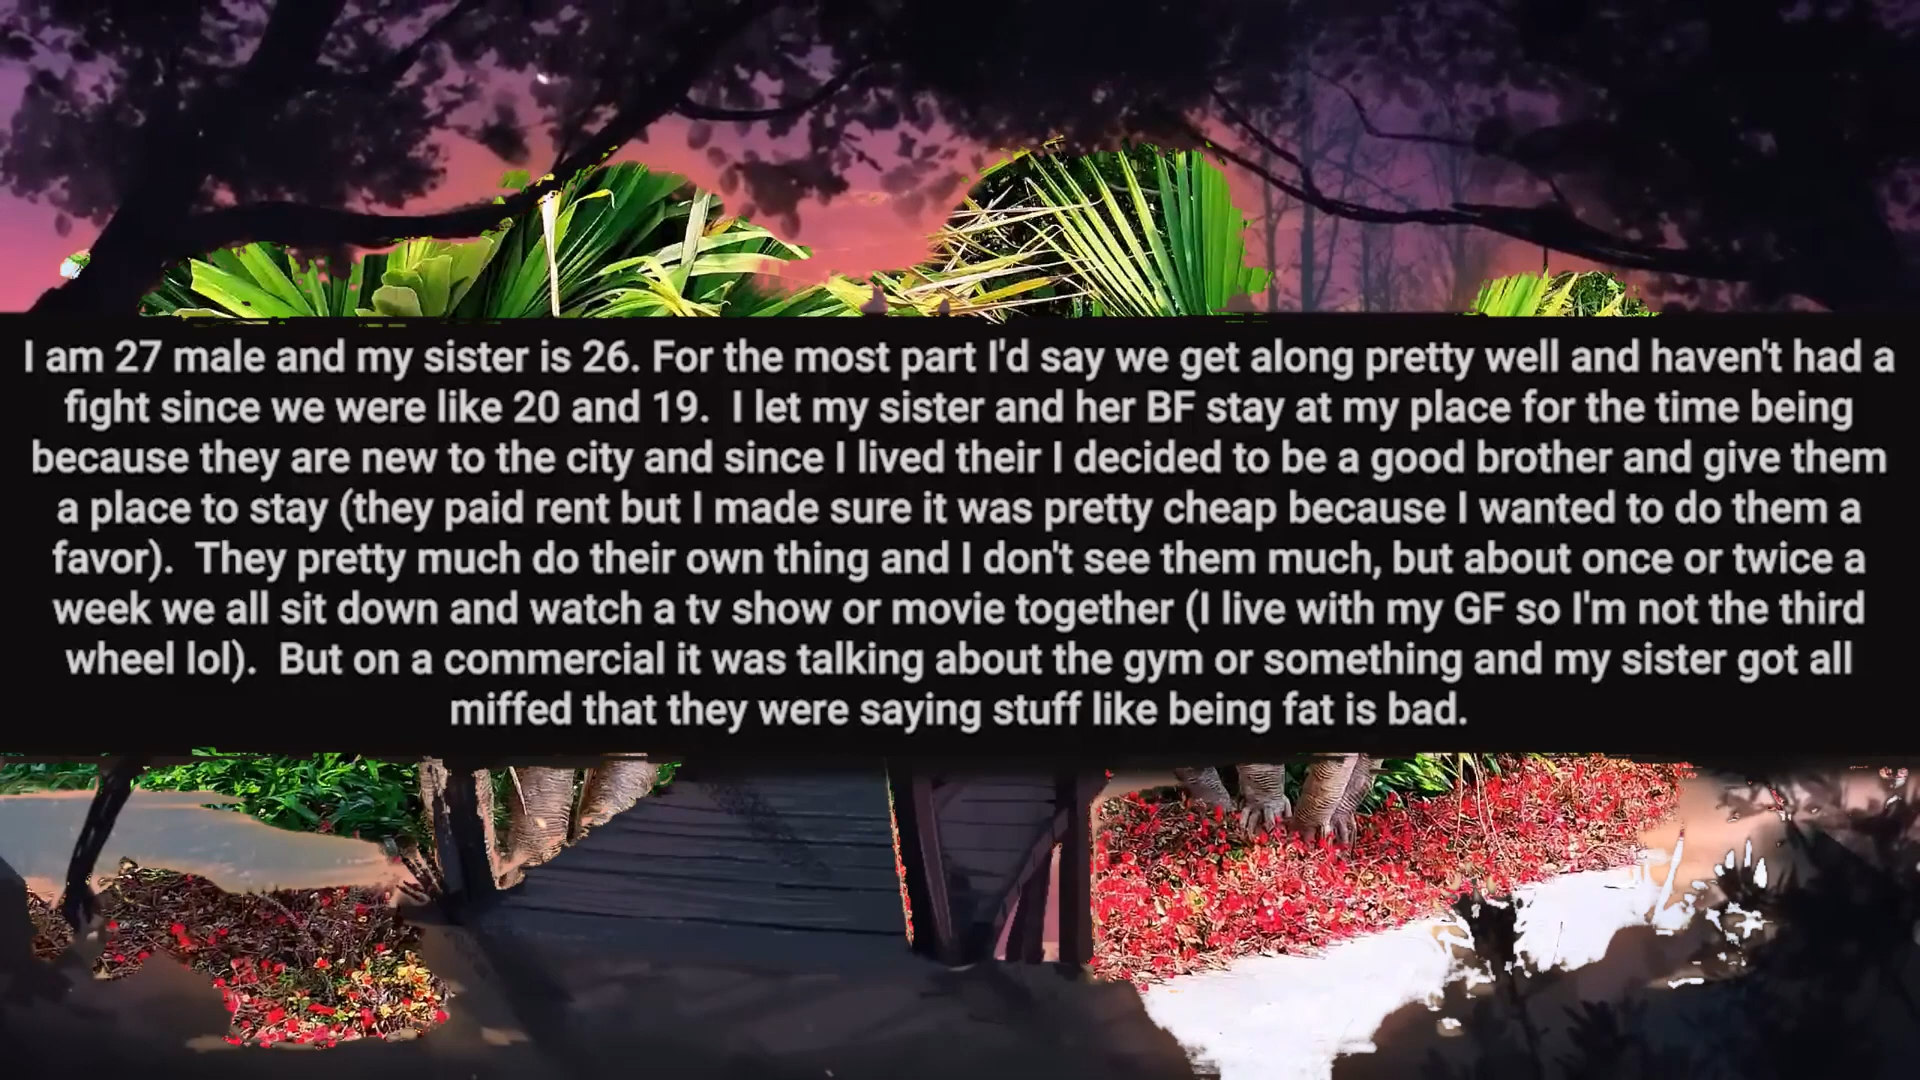 I am 27 male and my sister is 26. For the most part I'd say we get along pretty well and haven't had a
fight since we were like 20 and 19.  I let my sister and her BF stay at my place for the time being
because they are new to the city and since I lived their I decided to be a good brother and give them
a place to stay (they paid rent but I made sure it was pretty cheap because I wanted to do them a
favor).  They pretty much do their own thing and I don't see them much, but about once or twice a
week we all sit down and watch a tv show or movie together (I live with my GF so I'm not the third
wheel lol).  But on a commercial it was talking about the gym or something and my sister got all
miffed that they were saying stuff like being fat is bad.